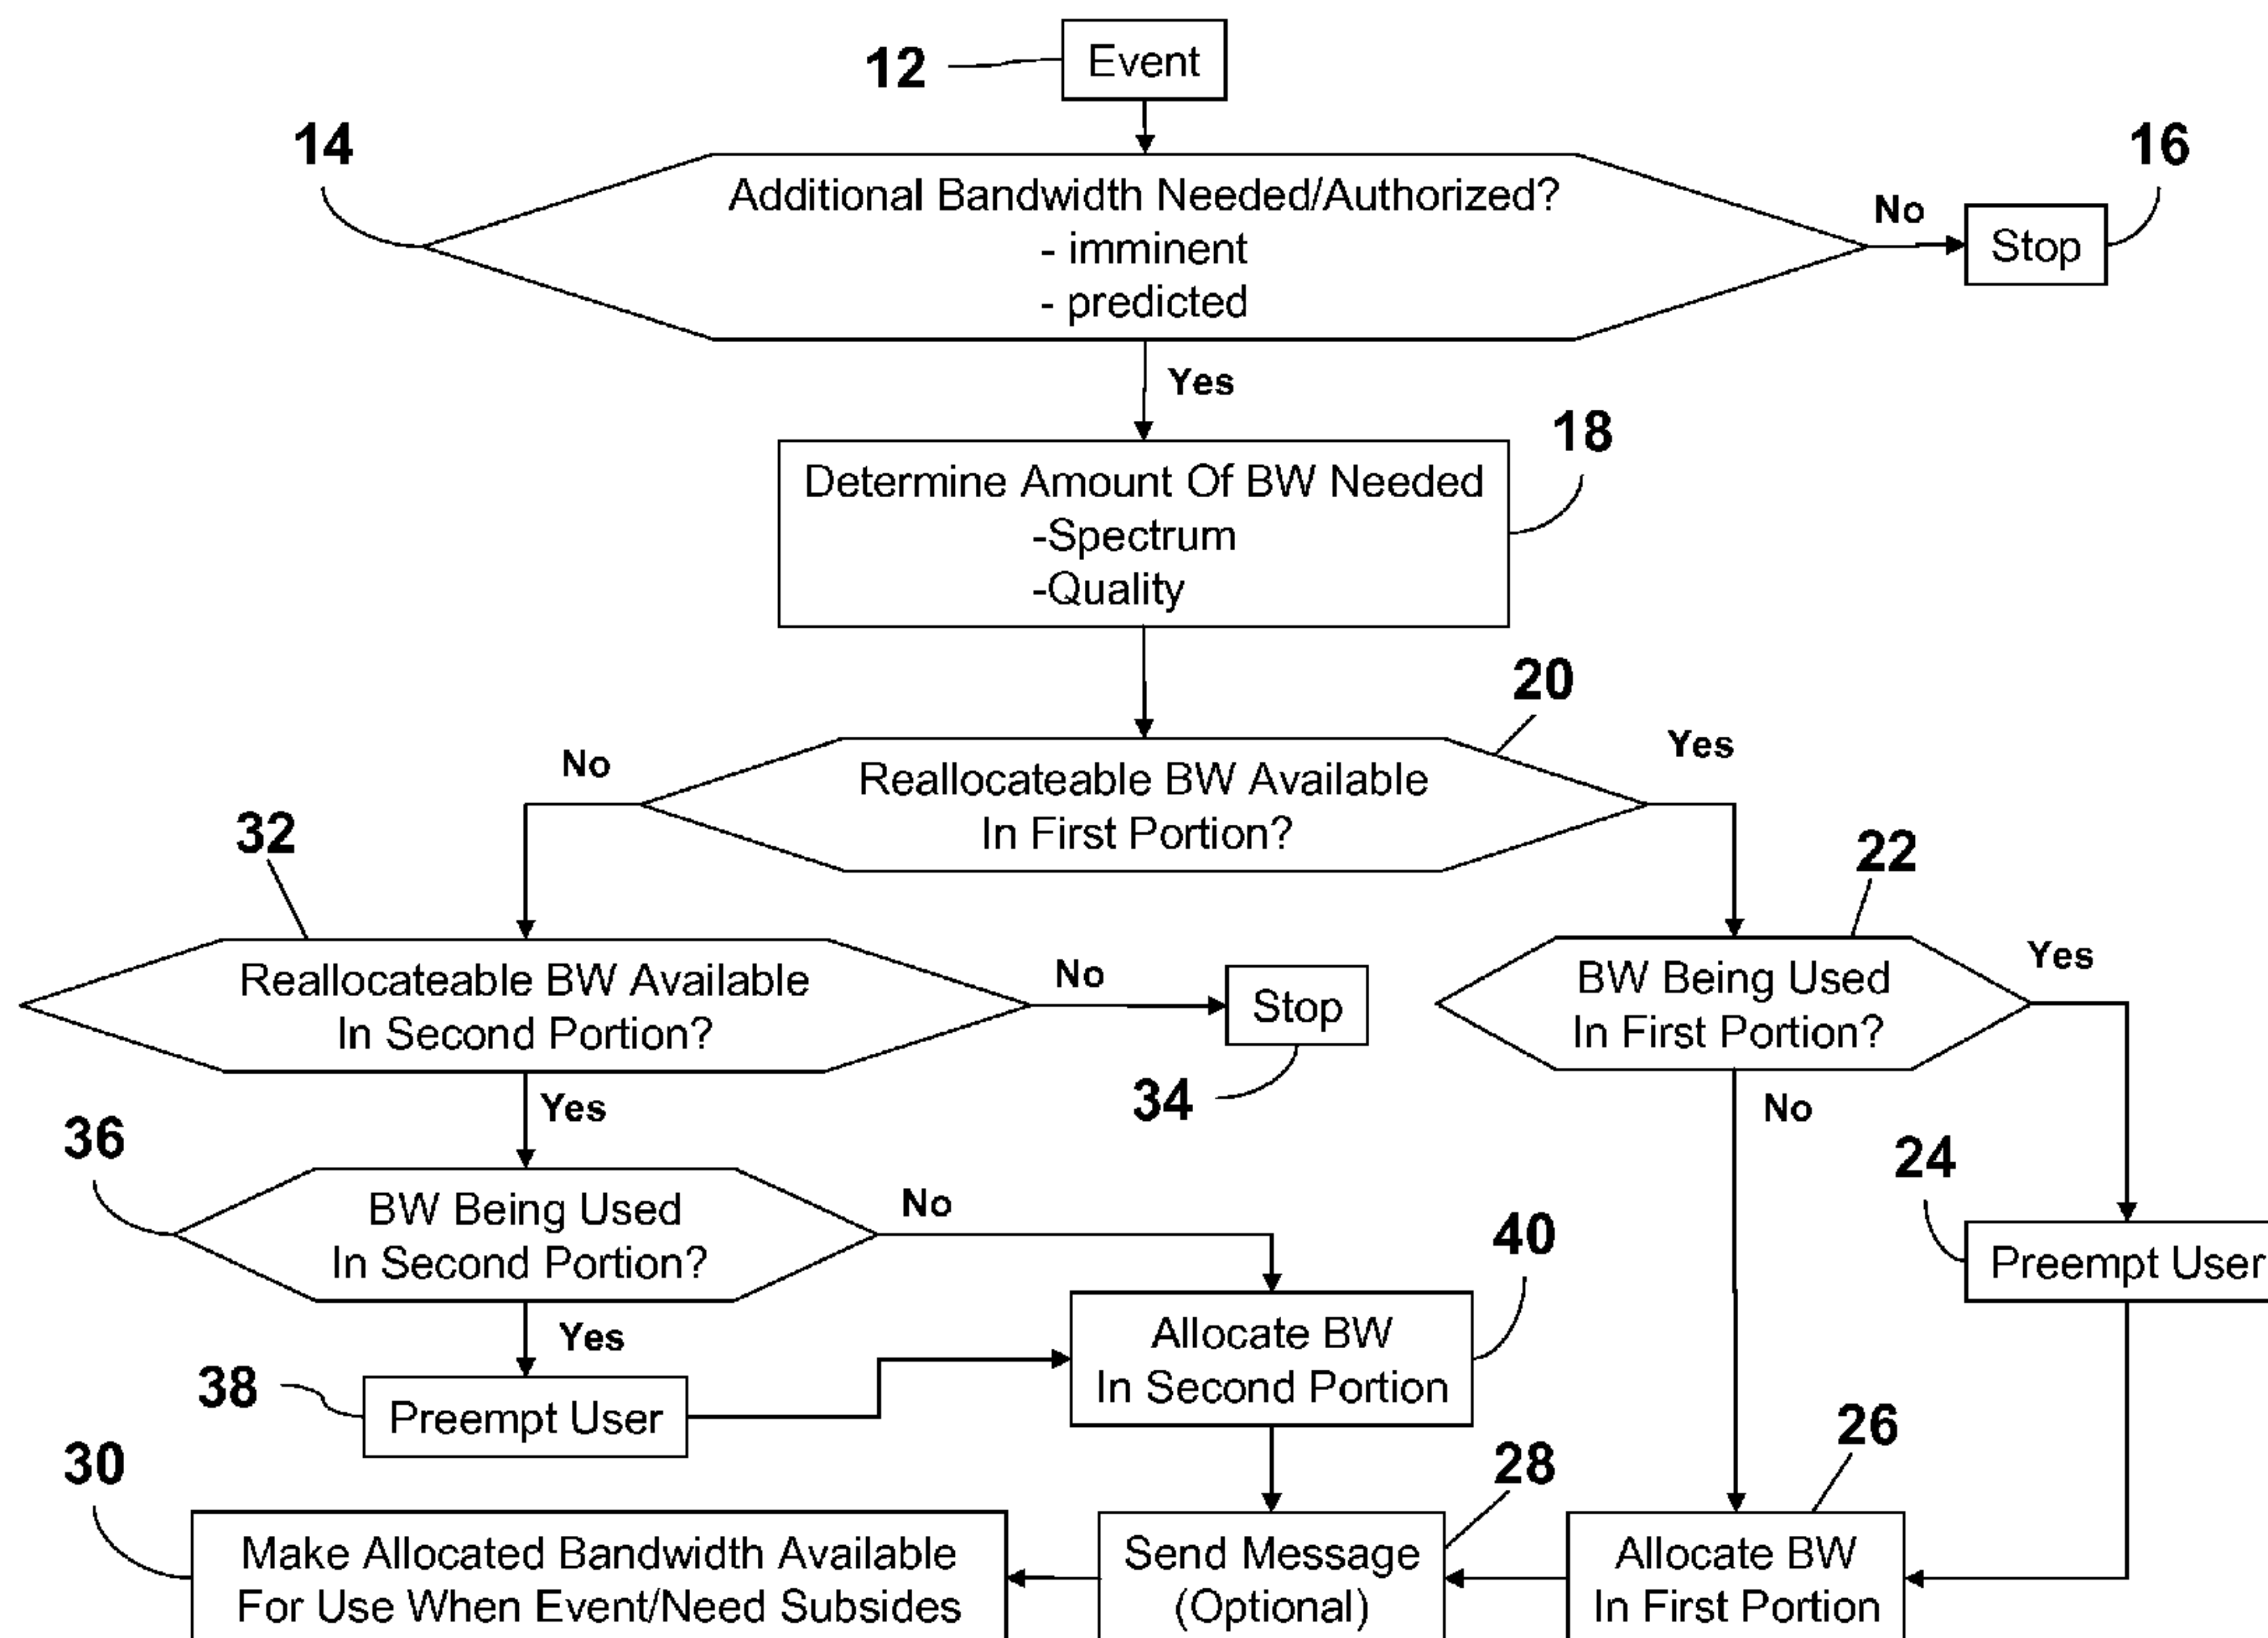 12
Event
14
16
Additional Bandwidth Needed/Authorized?
- imminent
- predicted
No
Stop
Yes
18
Determine Amount Of BW Needed
-Spectrum
-Quality
20
No
Yes
Reallocateable BW Available
In First Portion?
32
22
Reallocateable BW Available
In Second Portion?
No
Stop
BW Being Used
In First Portion?
Yes
34
Yes
No
36
24
BW Being Used
In Second Portion?
No
40
Preempt User
Yes
Allocate BW
In Second Portion
38
Preempt User
26
30
28
Make Allocated Bandwidth Available
For Use When Event/Need Subsides
Send Message
(Optional)
Allocate BW
In First Portion